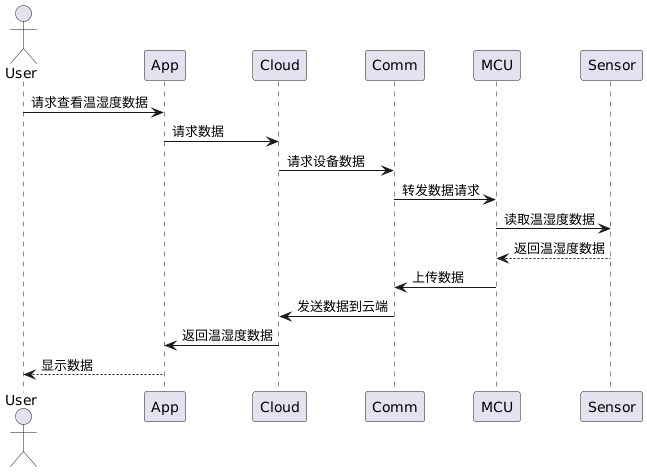 User
App
Cloud
Comm
MCU
Sensor
请求查看温湿度数据
请求数据
请求设备数据
转发数据请求
读取温湿度数据
返回温湿度数据
上传数据
发送数据到云端
返回温湿度数据
显示数据
User
App
Cloud
Comm
MCU
Sensor